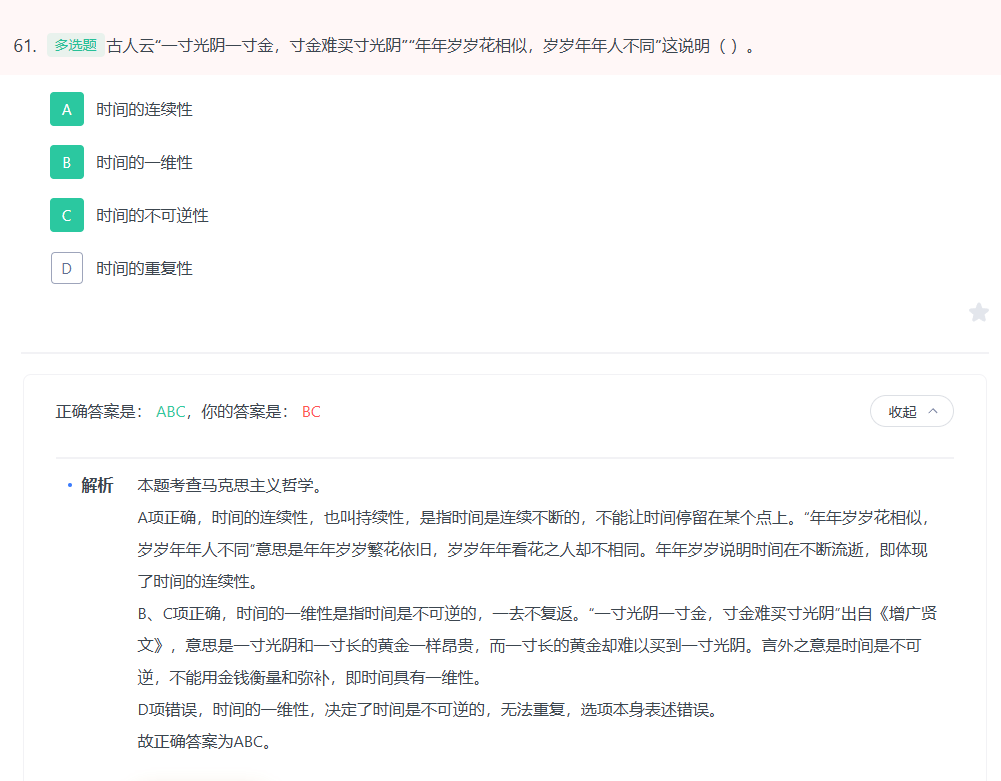 61. 多选题 古人云“一寸光阴一寸金，寸金难买寸光阴”“年年岁岁花相似，岁岁年年人不同”这说明（ ）。
A 时间的连续性
B 时间的一维性
C 时间的不可逆性
D 时间的重复性
正确答案是： ABC，你的答案是： BC
收起
• 解析 本题考查马克思主义哲学。
A项正确，时间的连续性，也叫持续性，是指时间是连续不断的，不能让时间停留在某个点上。“年年岁岁花相似，
岁岁年年人不同”意思是年年岁岁繁花依旧，岁岁年年看花之人却不相同。年年岁岁说明时间在不断流逝，即体现
了时间的连续性。
B、C项正确，时间的一维性是指时间是不可逆的，一去不复返。“一寸光阴一寸金，寸金难买寸光阴”出自《增广贤
文》，意思是一寸光阴和一寸长的黄金一样昂贵，而一寸长的黄金却难以买到一寸光阴。言外之意是时间是不可
逆，不能用金钱衡量和弥补，即时间具有一维性。
D项错误，时间的一维性，决定了时间是不可逆的，无法重复，选项本身表述错误。
故正确答案为ABC。